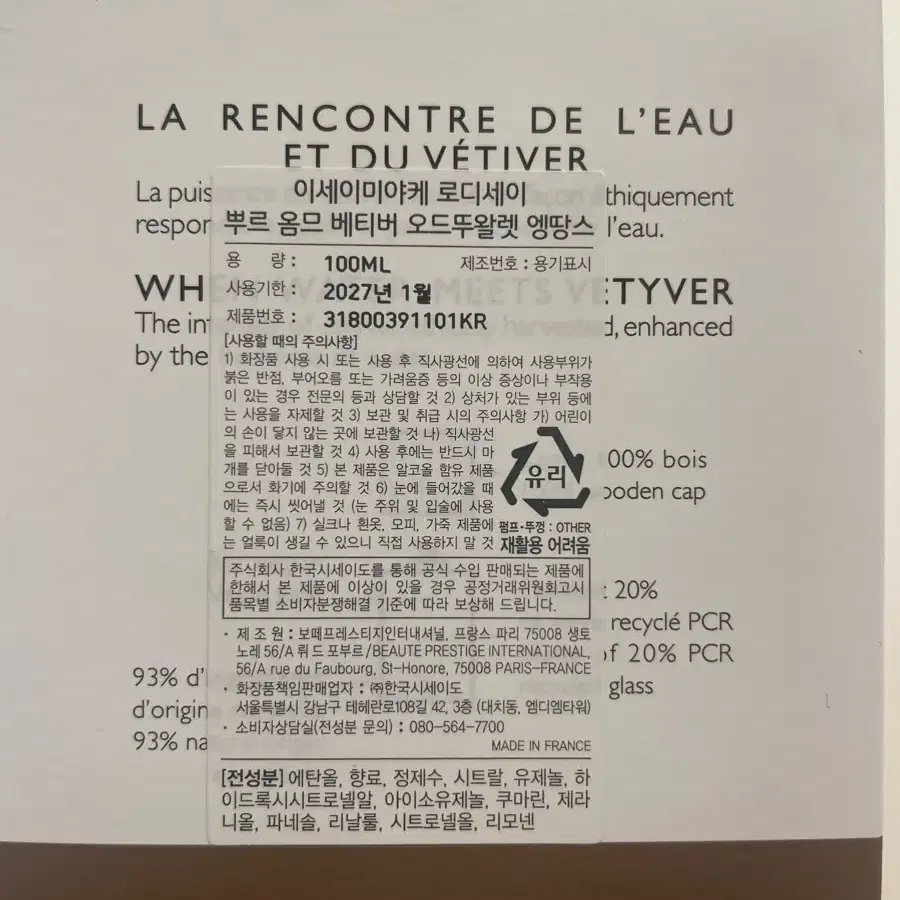 LA RENCONTRE DE L'EAU
ET DU VÉTIVER
La puis
thiquement
respon
l'eau.
WH
ETYVER
The in
d, enhanced
by the
00% bois
ooden cap
: 20%
recyclé PCR
of 20% PCR
glass
93% d'
d'origin
93% na
이세이미야케 로디세이
뿌르 옴므 베티버 오드뚜왈렛 엥땅스
용 량 : 100ML 제조번호 : 용기표시
사용기한 : 2027년 1월
제품번호 : 31800391101KR
[사용할 때의 주의사항]
1) 화장품 사용 시 또는 사용 후 직사광선에 의하여 사용부위가
붉은 반점, 부어오름 또는 가려움증 등의 이상 증상이나 부작용
이 있는 경우 전문의 등과 상담할 것 2) 상처가 있는 부위 등에
는 사용을 자제할 것 3) 보관 및 취급 시의 주의사항 가) 어린이
의 손이 닿지 않는 곳에 보관할 것 나) 직사광선
을 피해서 보관할 것 4) 사용 후에는 반드시 마
개를 닫아둘 것 5) 본 제품은 알코올 함유 제품
으로서 화기에 주의할 것 6) 눈에 들어갔을 때
에는 즉시 씻어낼 것 (눈 주위 및 입술에 사용
할 수 없음) 7) 실크나 흰옷, 모피, 가죽 제품에
는 얼룩이 생길 수 있으니 직접 사용하지 말 것
유리
펌프•뚜껑 : OTHER
재활용 어려움
주식회사 한국시세이도를 통해 공식 수입 판매되는 제품에
한해서 본 제품에 이상이 있을 경우 공정거래위원회고시
품목별 소비자분쟁해결 기준에 따라 보상해 드립니다.
· 제 조 원 : 보떼프레스티지인터내셔널, 프랑스 파리 75008 생토
노레 56/A 뤼 드 포부르/BEAUTE PRESTIGE INTERNATIONAL,
56/A rue du Faubourg, St-Honore, 75008 PARIS-FRANCE
· 화장품책임판매업자 : ㈜한국시세이도
서울특별시 강남구 테헤란로108길 42, 3층 (대치동, 엠디엠타워)
· 소비자상담실(전성분 문의) : 080-564-7700
MADE IN FRANCE
[전성분] 에탄올, 향료, 정제수, 시트랄, 유제놀, 하
이드록시시트로넬알, 아이소유제놀, 쿠마린, 제라
니올, 파네솔, 리날룰, 시트로넬올, 리모넨